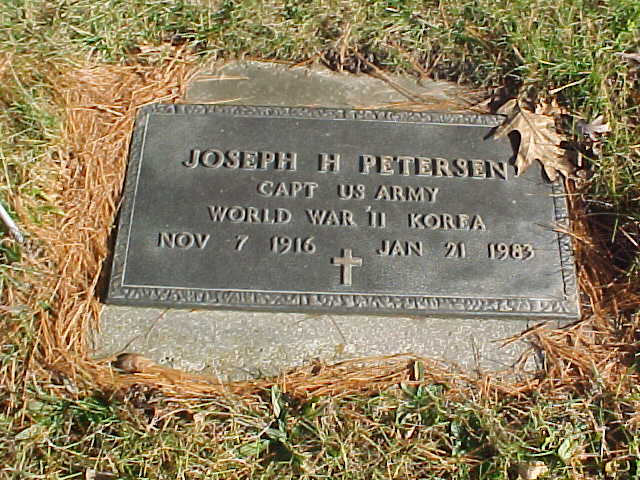 JOSEPH H PETERSEN
CAPT US ARMY
WORLD WAR II KOREA
NOV 7 1916 JAN 21 1983